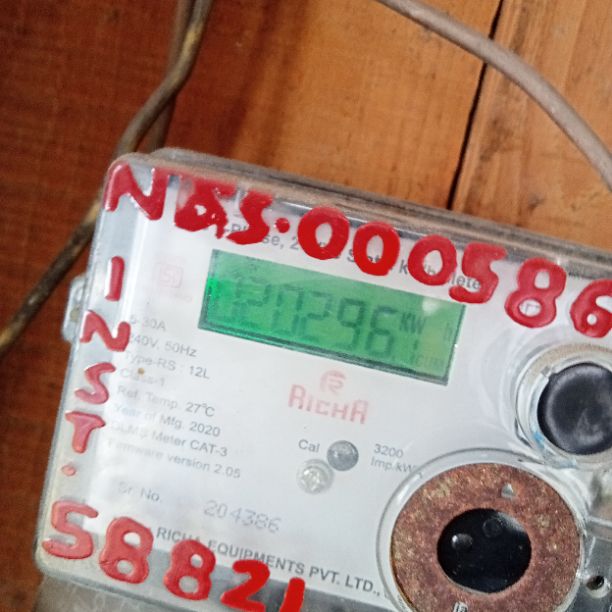 NAS.000586
INST.
58821
kW h
RICHA
5-30A
240V, 50Hz
Type-RS : 12L
Class-1
Ref. Temp. 27°C
Year of Mfg. 2020
DLMS Meter CAT-3
Firmware version 2.05
Cal
3200
Imp/kW
Sr No. 204386
RICHA EQUIPMENTS PVT. LTD.,